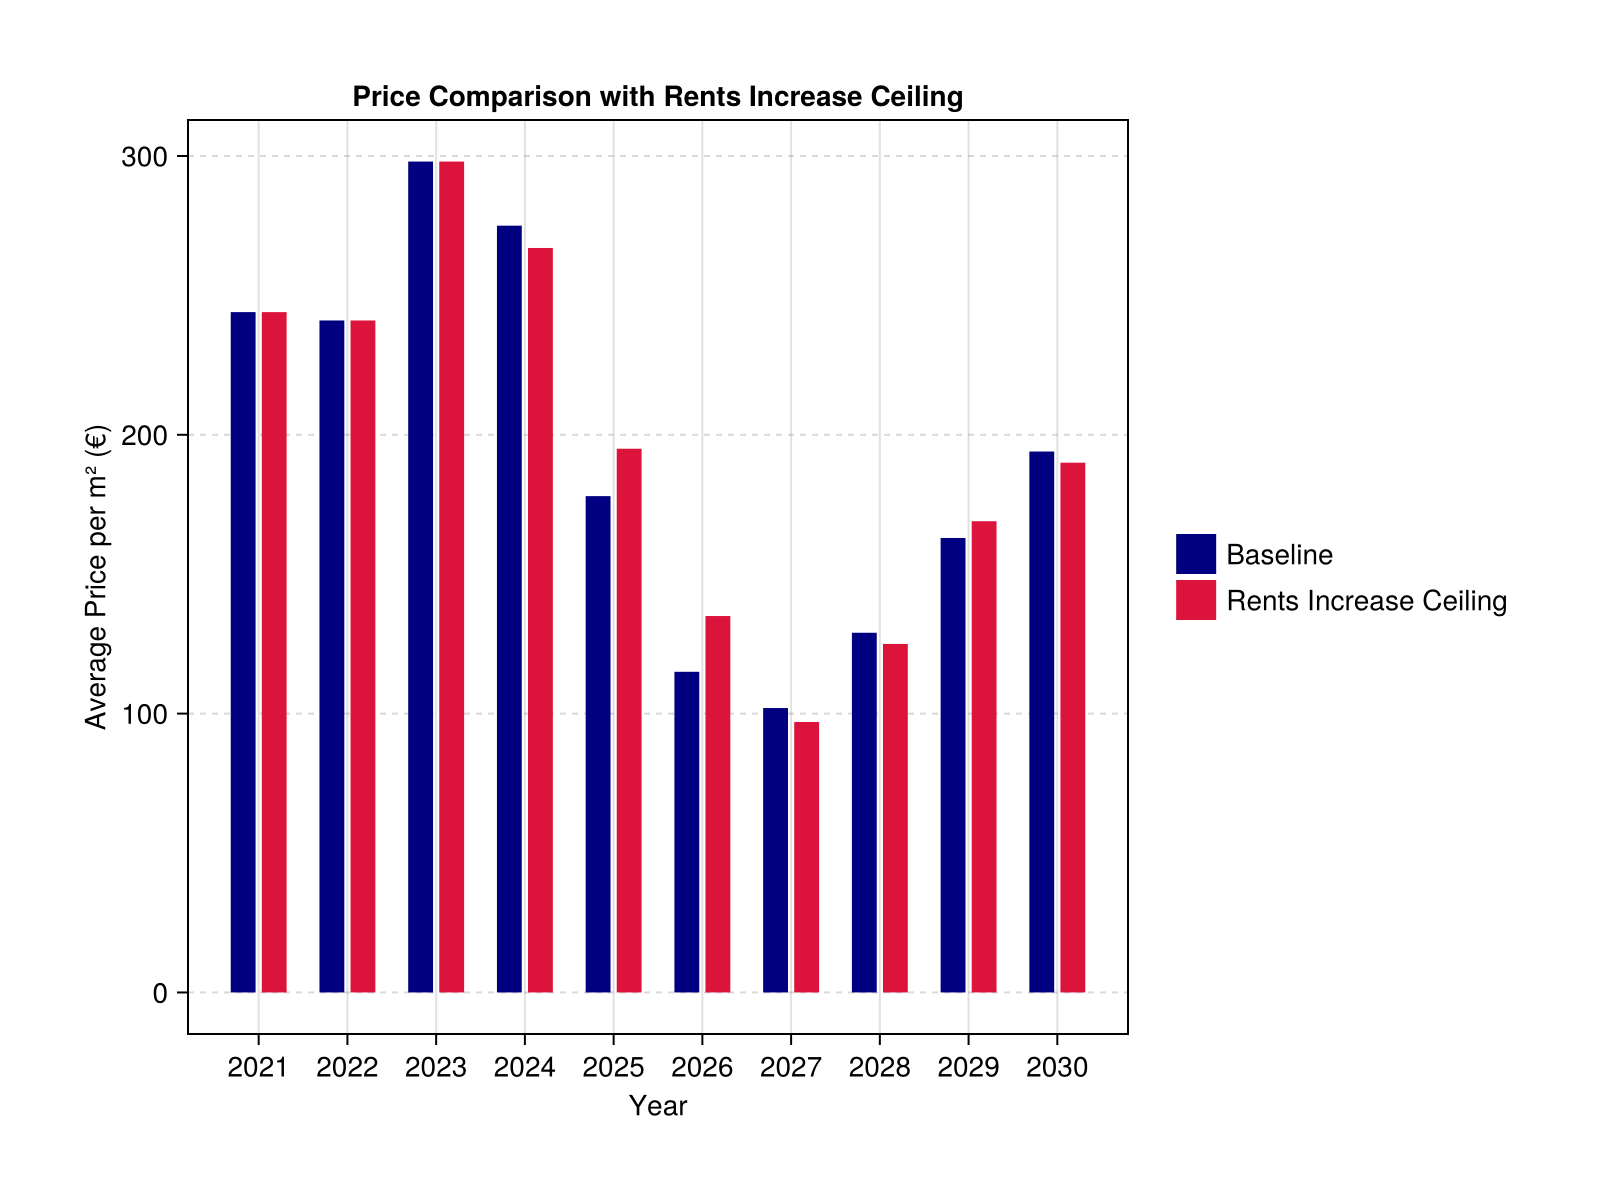 Price Comparison with Rents Increase Ceiling
Average Price per m² (€)
300
200
100
0
2021 2022 2023 2024 2025 2026 2027 2028 2029 2030
Year
Baseline
Rents Increase Ceiling